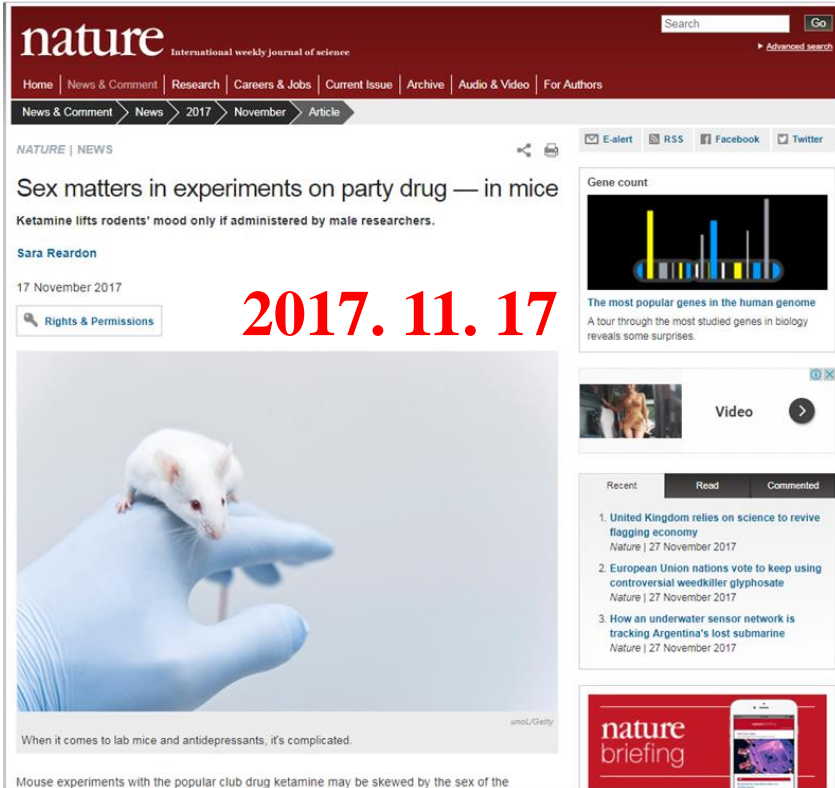 nature International weekly journal of science
Search
Go
Advanced search
Home News & Comment Research Careers & Jobs Current Issue Archive Audio & Video For Authors
News & Comment News 2017 November Article
NATURE | NEWS
E-alert RSS Facebook Twitter
Sex matters in experiments on party drug — in mice
Ketamine lifts rodents' mood only if administered by male researchers.
Sara Reardon
17 November 2017
Rights & Permissions
2017. 11. 17
unoL/Getty
When it comes to lab mice and antidepressants, it's complicated.
Mouse experiments with the popular club drug ketamine may be skewed by the sex of the
Gene count
The most popular genes in the human genome
A tour through the most studied genes in biology
reveals some surprises.
Video
Recent Read Commented
1. United Kingdom relies on science to revive
flagging economy
Nature | 27 November 2017
2. European Union nations vote to keep using
controversial weedkiller glyphosate
Nature | 27 November 2017
3. How an underwater sensor network is
tracking Argentina's lost submarine
Nature | 27 November 2017
nature
briefing